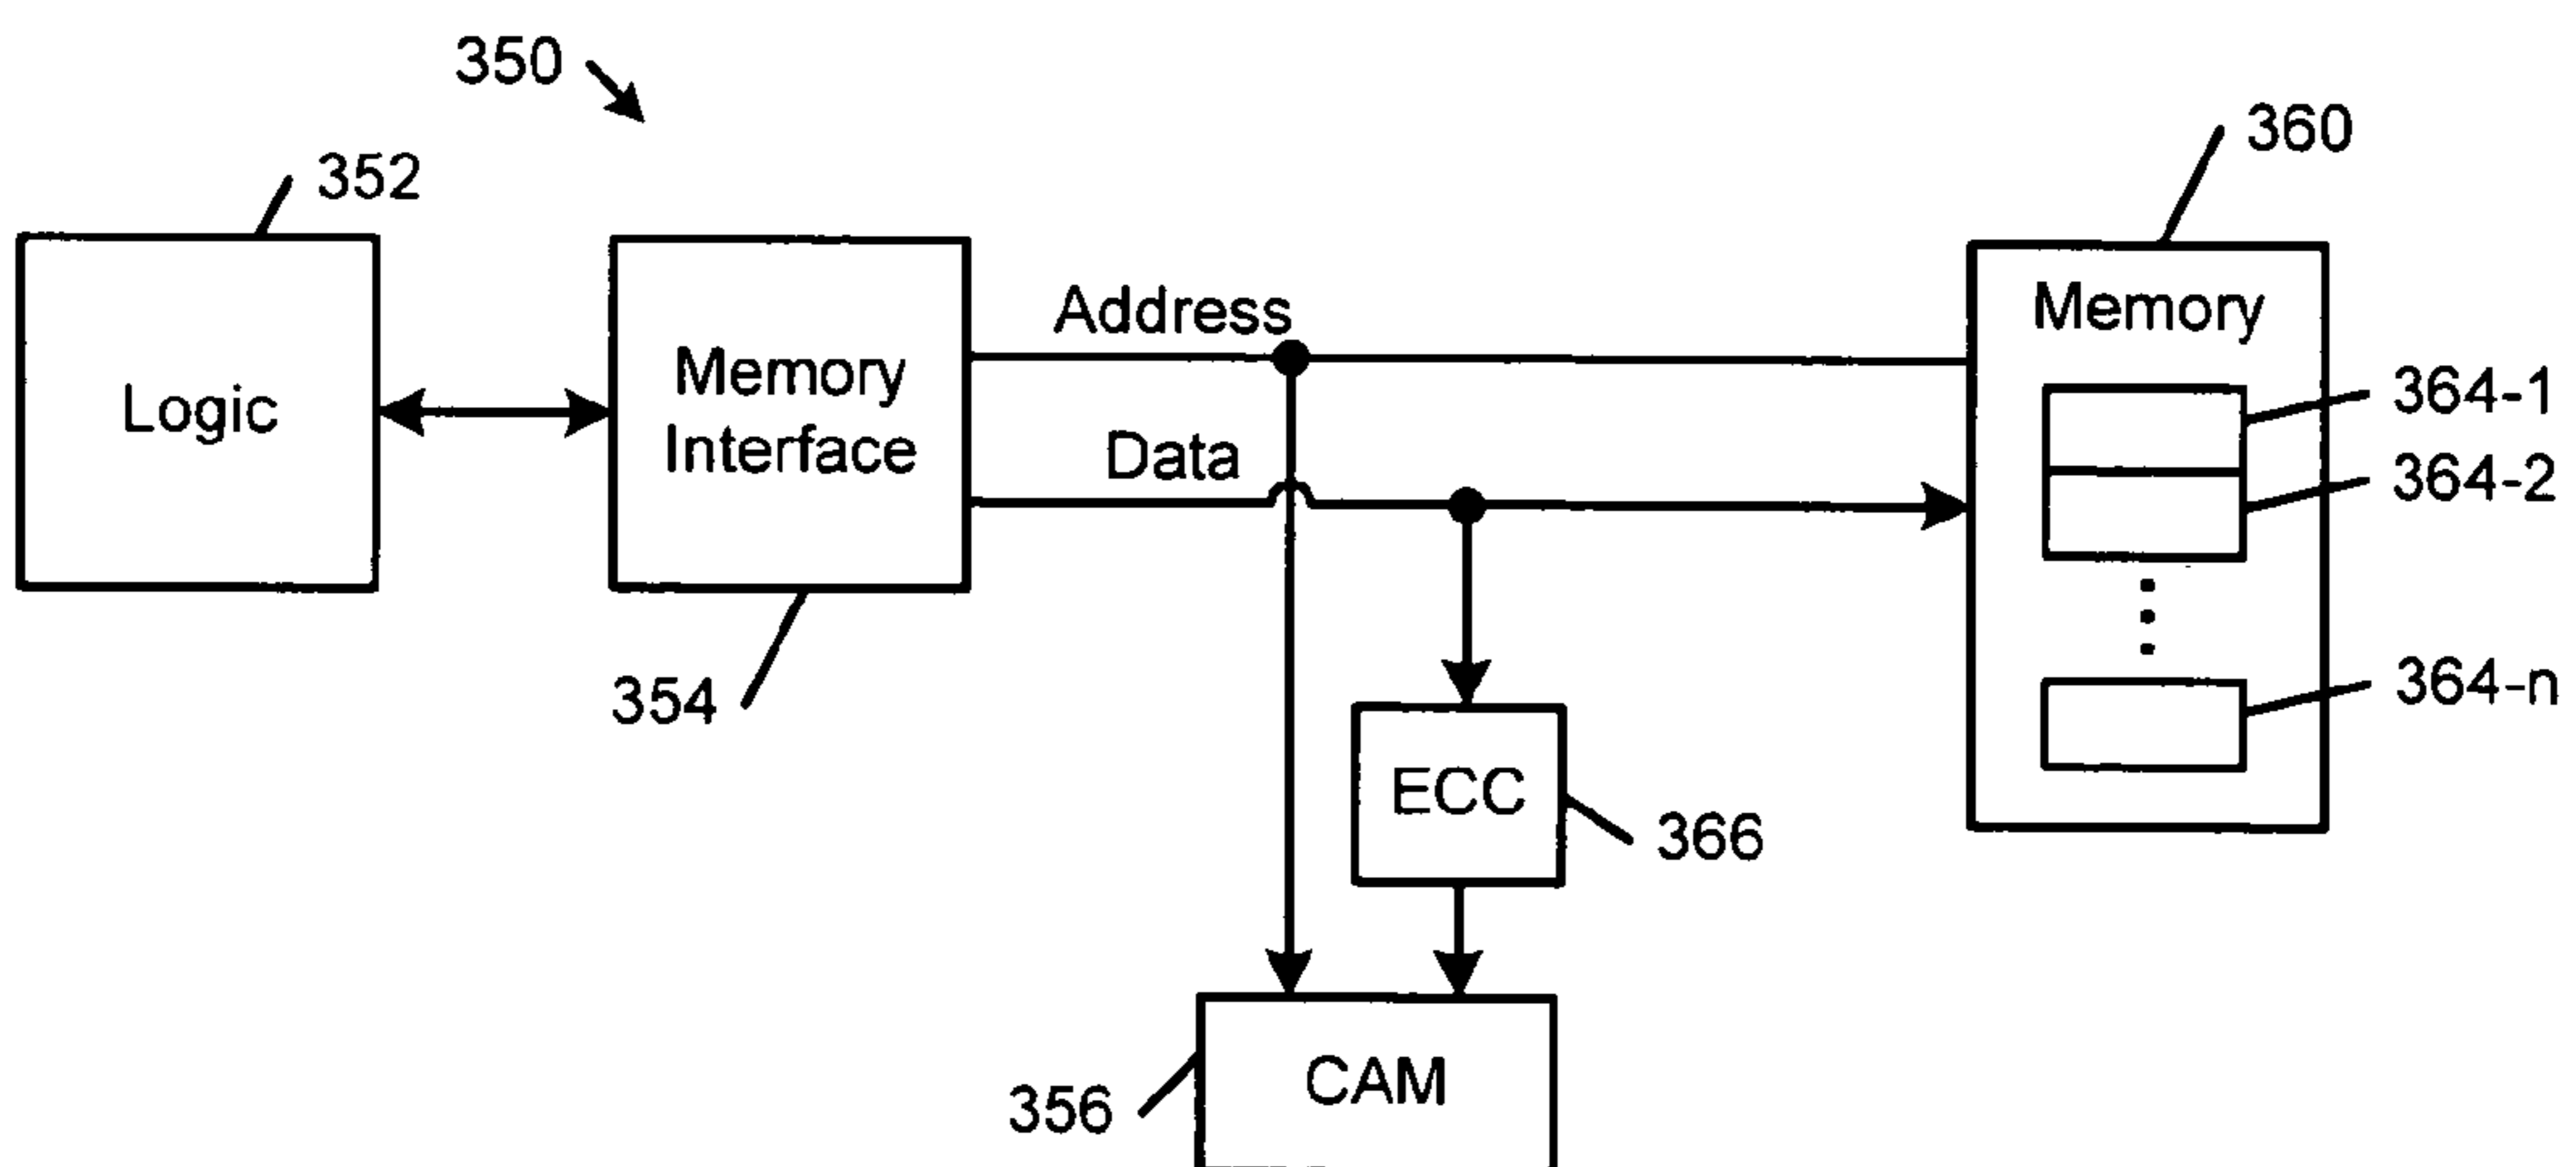 350
352
360
Logic
Memory
Interface
Address
Data
Memory
364-1
364-2
364-n
354
ECC
366
CAM
356